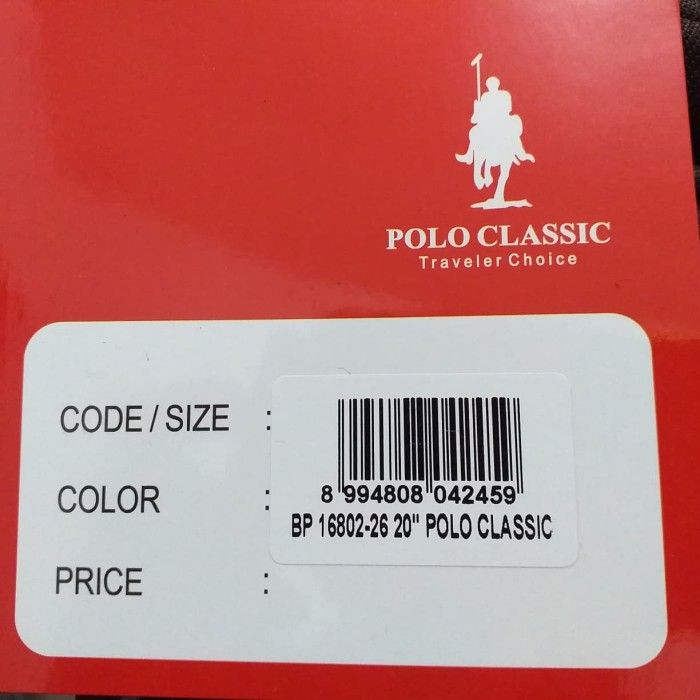 POLO CLASSIC
Traveler Choice
CODE / SIZE :
8 994808 042459
COLOR :
BP 16802-26 20" POLO CLASSIC
PRICE :